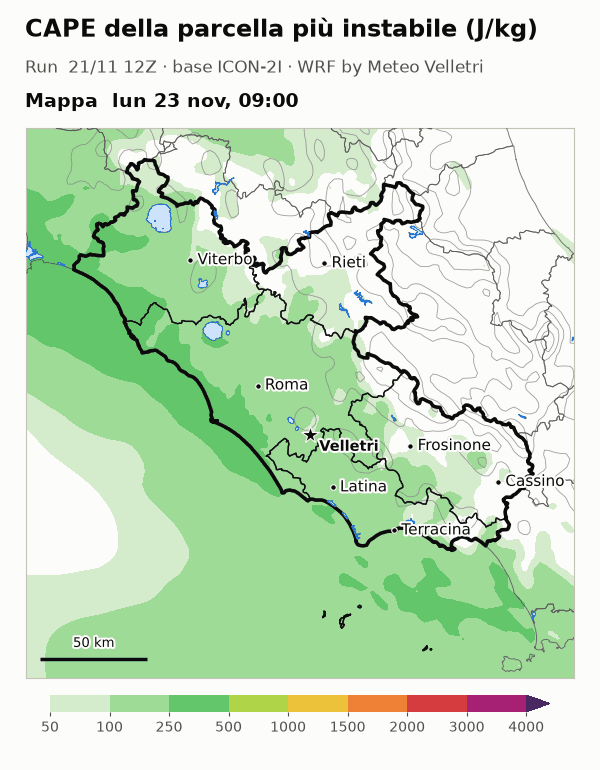 CAPE della parcella più instabile (J/kg)
Run 21/11 12Z · base ICON-2I · WRF by Meteo Velletri
Mappa lun 23 nov, 09:00
Viterbo
Rieti
Roma
Velletri
Frosinone
Cassino
Latina
Terracina
50 km
50 100 250 500 1000 1500 2000 3000 4000